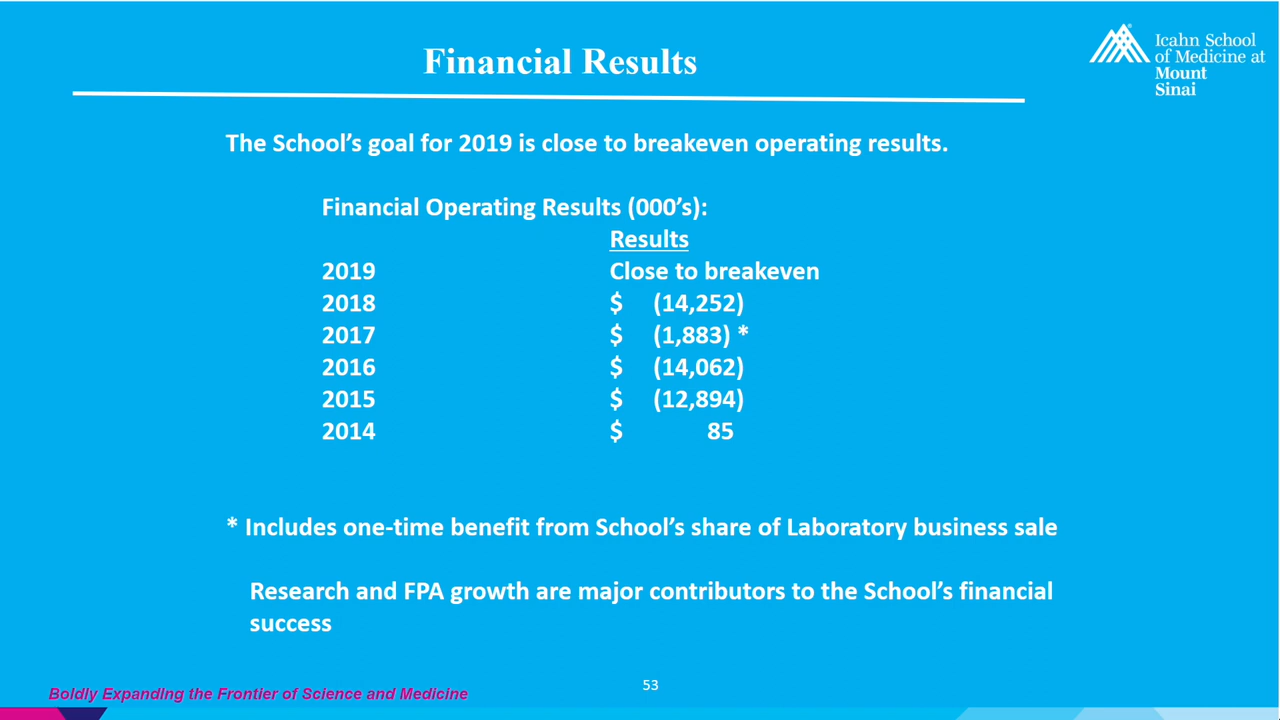 Financial Results
Icahn School
of Medicine at
Mount
Sinai
The School’s goal for 2019 is close to breakeven operating results.
Financial Operating Results (000’s):
Results
2019 Close to breakeven
2018 $ (14,252)
2017 $ (1,883) *
2016 $ (14,062)
2015 $ (12,894)
2014 $ 85
* Includes one-time benefit from School’s share of Laboratory business sale
Research and FPA growth are major contributors to the School’s financial
success
Boldly Expanding the Frontier of Science and Medicine
53